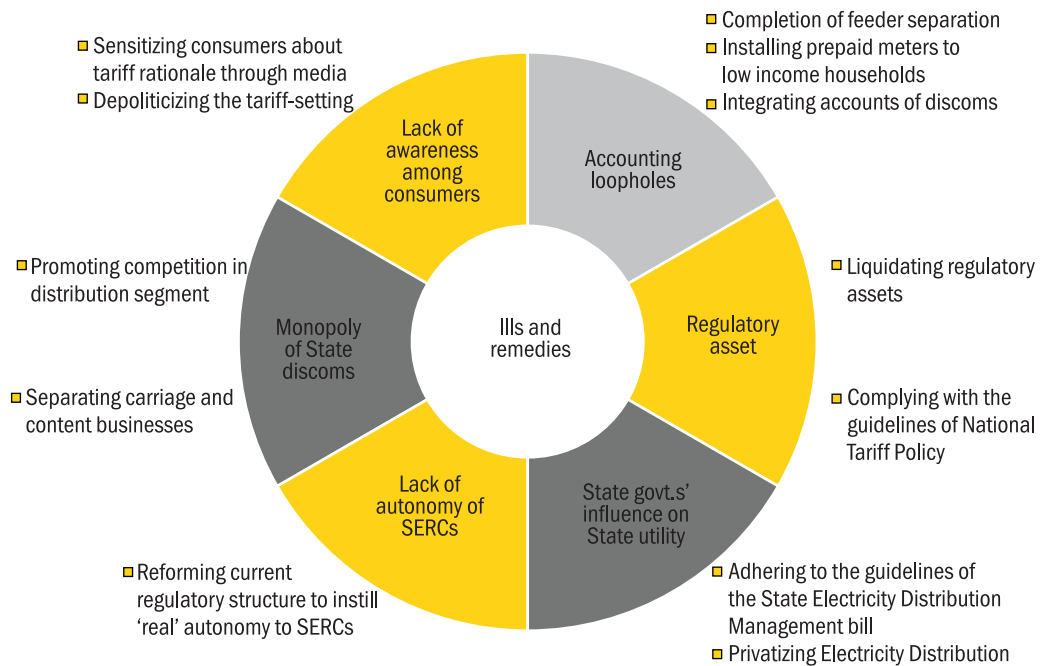 Sensitizing consumers about
tariff rationale through media
Depoliticizing the tariff-setting
Completion of feeder separation
Installing prepaid meters to
low income households
Integrating accounts of discoms
Lack of
awareness
among
consumers
Accounting
loopholes
Promoting competition in
distribution segment
Liquidating regulatory
assets
Monopoly
of State
discoms
Ills and
remedies
Regulatory
asset
Separating carriage and
content businesses
Complying with the
guidelines of National
Tariff Policy
Lack of
autonomy of
SERCs
State govt.s'
influence on
State utility
Reforming current
regulatory structure to instill
‘real’ autonomy to SERCs
Adhering to the guidelines of
the State Electricity Distribution
Management bill
Privatizing Electricity Distribution